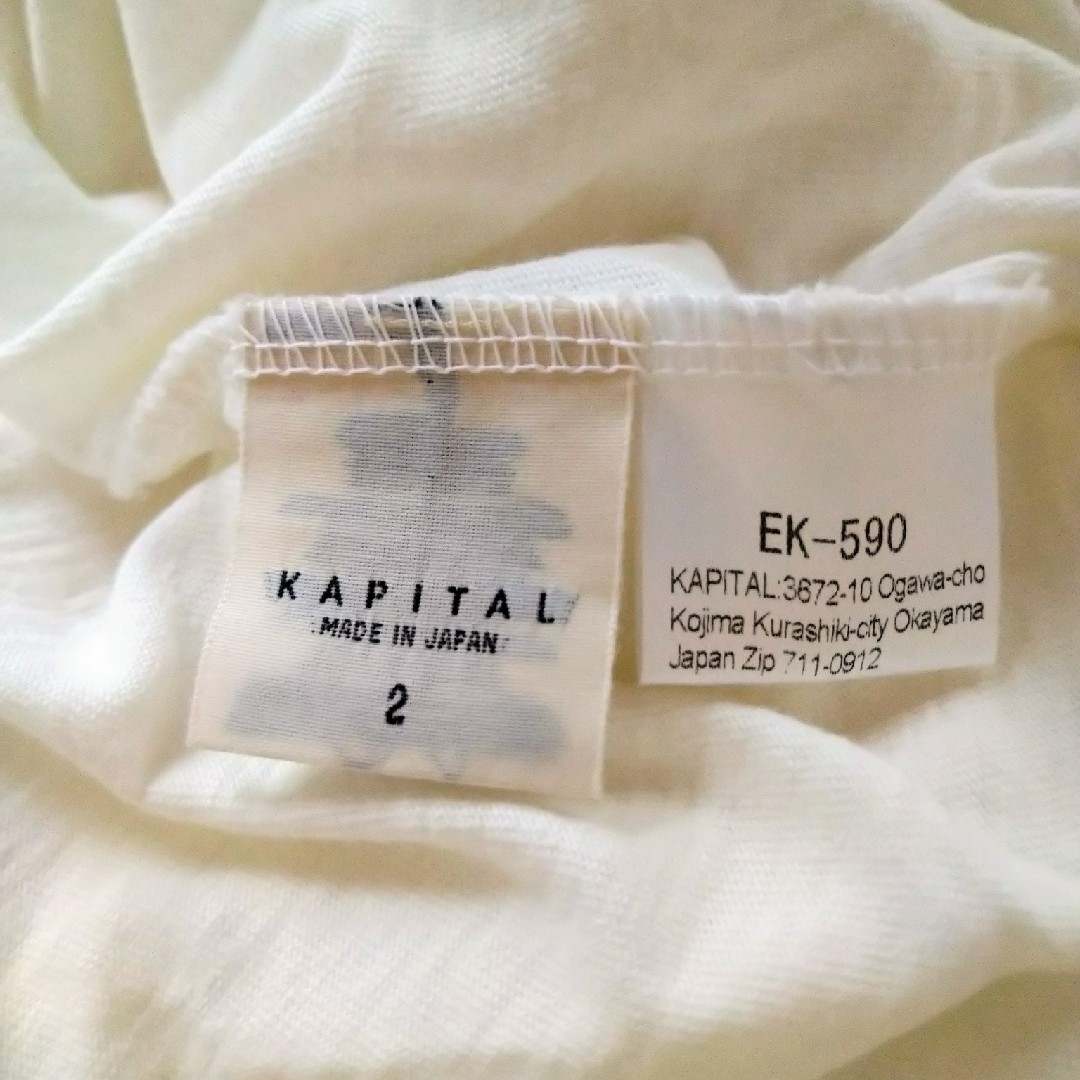 KAPITAL
MADE IN JAPAN
2
EK-590
KAPITAL:3672-10 Ogawa-cho
Kojima Kurashiki-city Okayama
Japan Zip 711-0912